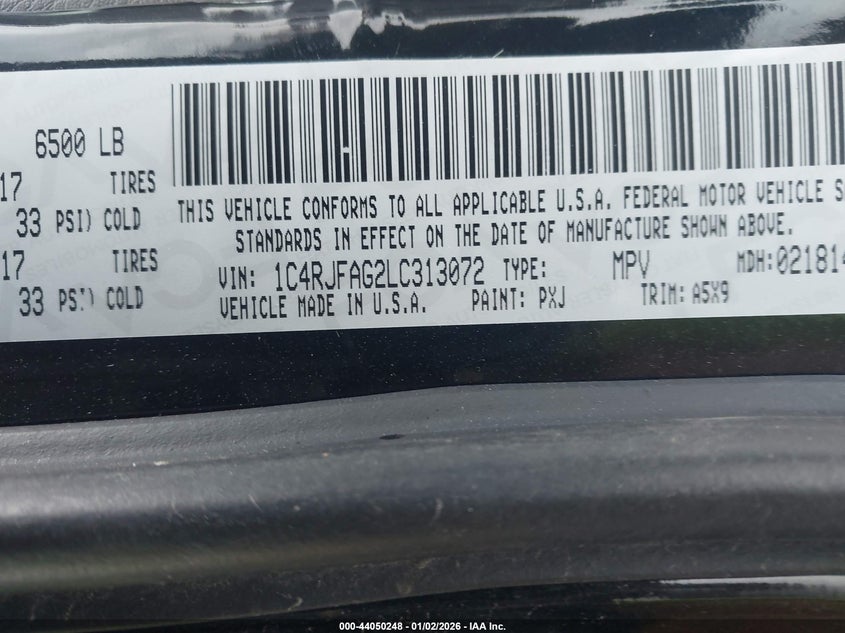 6500 LB
17 TIRES
33 PSI) COLD
17 TIRES
33 PSI) COLD
THIS VEHICLE CONFORMS TO ALL APPLICABLE U.S.A. FEDERAL MOTOR VEHICLE S
STANDARDS IN EFFECT ON THE DATE OF MANUFACTURE SHOWN ABOVE.
VIN: 1C4RJFAG2LC313072 TYPE: MPV MDH:021814
VEHICLE MADE IN U.S.A. PAINT: PXJ TRIM: A5X9
000-44050248 - 01/02/2026 - IAA Inc.